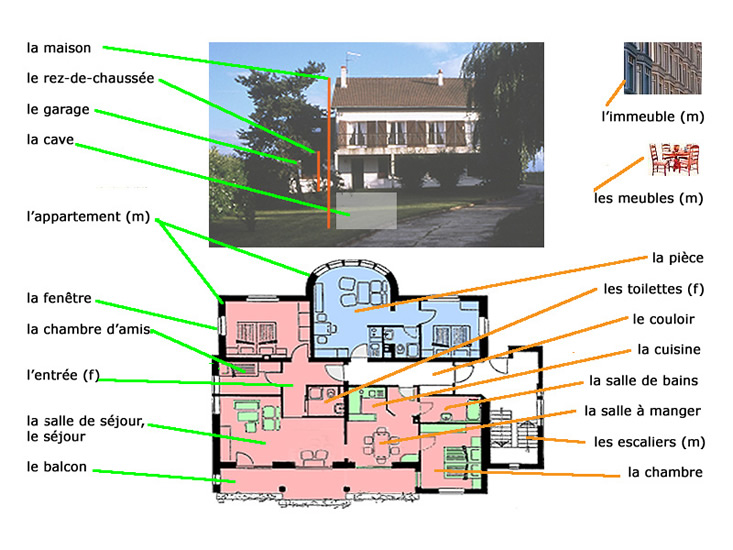 la maison
le rez-de-chaussée
le garage
la cave
l'appartement (m)
la fenêtre
la chambre d'amis
l'entrée (f)
la salle de séjour,
le séjour
le balcon
l'immeuble (m)
les meubles (m)
la pièce
les toilettes (f)
le couloir
la cuisine
la salle de bains
la salle à manger
les escaliers (m)
la chambre